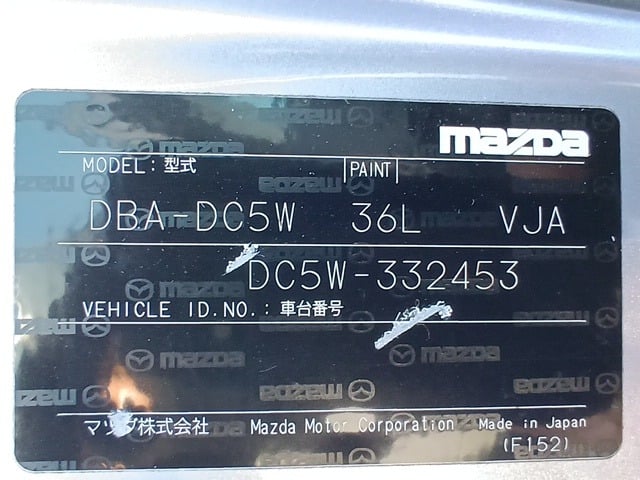 mazda
MODEL: 型式 PAINT
DBA-DC5W 36L VJA
DC5W-332453
VEHICLE ID.NO.: 車台番号
マツダ株式会社 Mazda Motor Corporation Made in Japan
(F152)